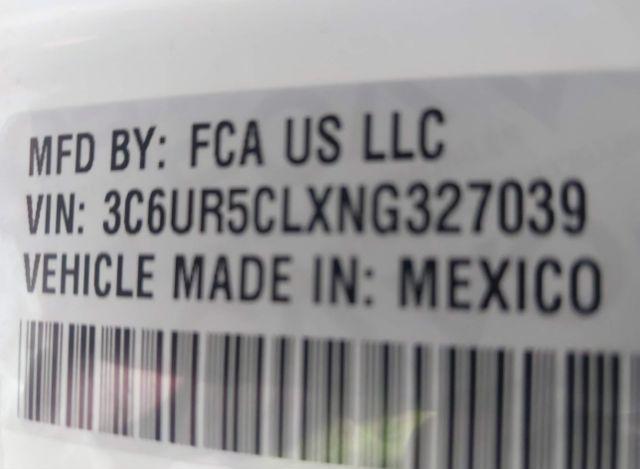 MFD BY: FCA US LLC
VIN: 3C6UR5CLXNG327039
VEHICLE MADE IN: MEXICO